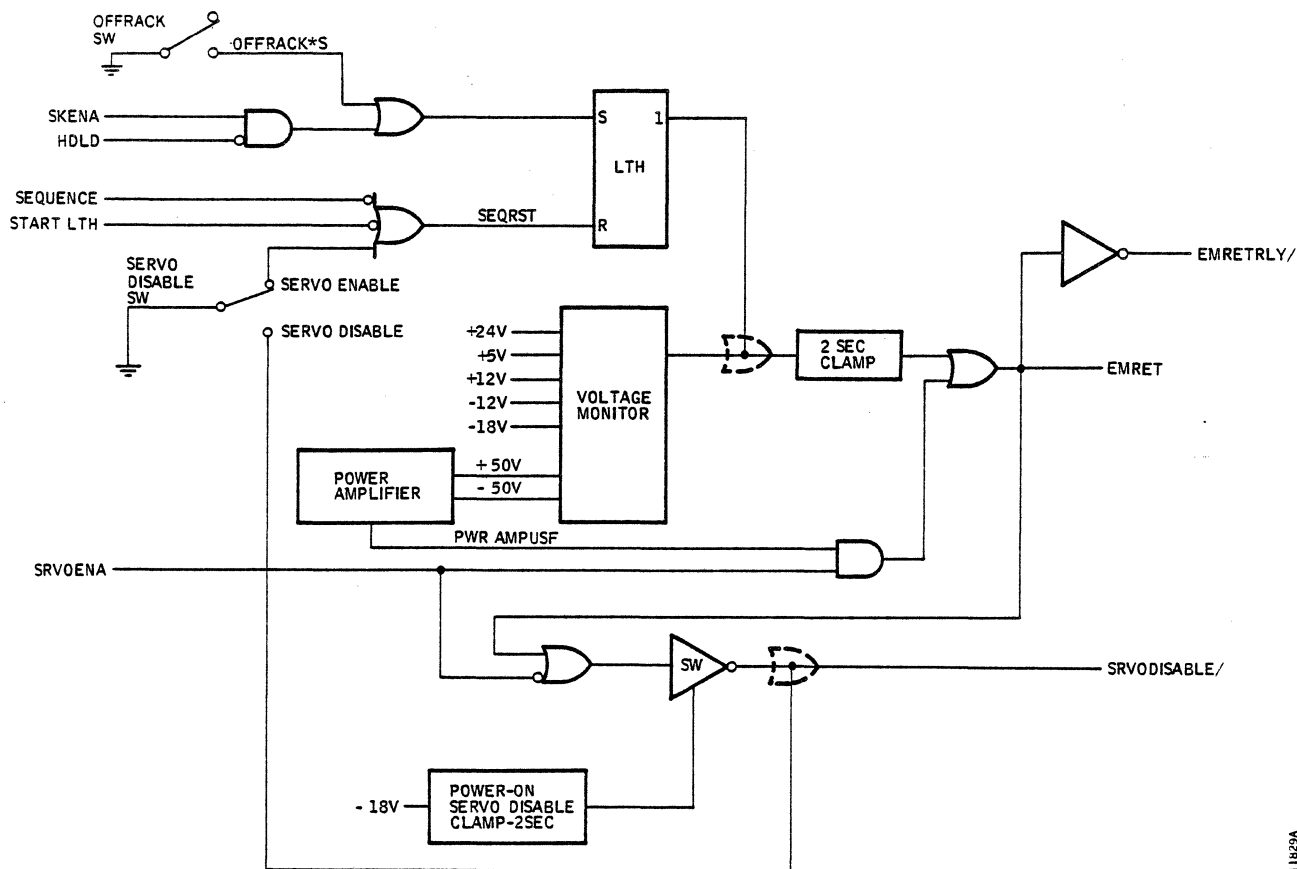 OFFRACK
SW
OFFRACK*S
SKENA
HDLD
S
1
LTH
R
SEQUENCE
START LTH
SEQRST
SERVO
DISABLE
SW
SERVO ENABLE
SERVO DISABLE
EMRETRLY/
+24V
+5V
+12V
-12V
-18V
VOLTAGE
MONITOR
2 SEC
CLAMP
EMRET
POWER
AMPLIFIER
+50V
- 50V
PWR AMPUSF
SRVOENA
SW
SRVODISABLE/
- 18V
POWER-ON
SERVO DISABLE
CLAMP-2SEC